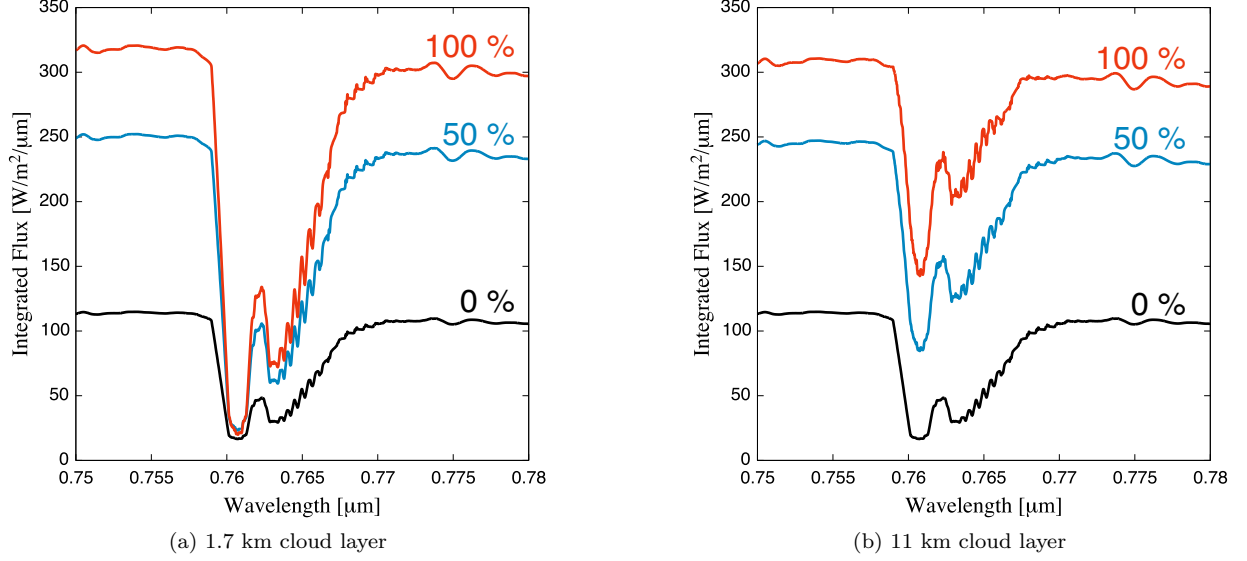 350
300
250
200
150
100
50
0
Integrated Flux [W/m²/μm]
100 %
50 %
0 %
0.75 0.755 0.76 0.765 0.77 0.775 0.78
Wavelength [μm]
(a) 1.7 km cloud layer
350
300
250
200
150
100
50
0
Integrated Flux [W/m²/μm]
100 %
50 %
0 %
0.75 0.755 0.76 0.765 0.77 0.775 0.78
Wavelength [μm]
(b) 11 km cloud layer